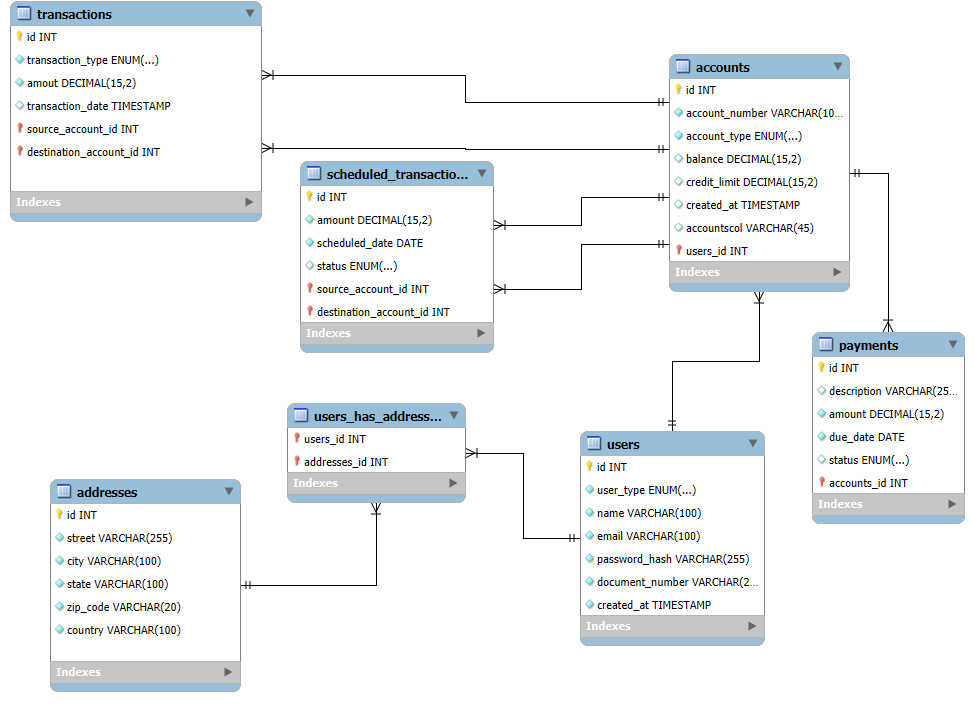 transactions
id INT
transaction_type ENUM(...)
amout DECIMAL(15,2)
transaction_date TIMESTAMP
source_account_id INT
destination_account_id INT
Indexes
accounts
id INT
account_number VARCHAR(10...
account_type ENUM(...)
balance DECIMAL(15,2)
credit_limit DECIMAL(15,2)
created_at TIMESTAMP
accountscol VARCHAR(45)
users_id INT
Indexes
scheduled_transactio...
id INT
amount DECIMAL(15,2)
scheduled_date DATE
status ENUM(...)
source_account_id INT
destination_account_id INT
Indexes
payments
id INT
description VARCHAR(25...
amount DECIMAL(15,2)
due_date DATE
status ENUM(...)
accounts_id INT
Indexes
users_has_address...
users_id INT
addresses_id INT
Indexes
users
id INT
user_type ENUM(...)
name VARCHAR(100)
email VARCHAR(100)
password_hash VARCHAR(255)
document_number VARCHAR(2...
created_at TIMESTAMP
Indexes
addresses
id INT
street VARCHAR(255)
city VARCHAR(100)
state VARCHAR(100)
zip_code VARCHAR(20)
country VARCHAR(100)
Indexes